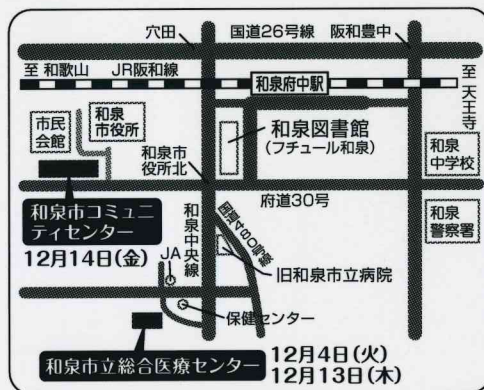 穴田
国道26号線
阪和豊中
至 和歌山
JR阪和線
和泉府中駅
至 天王寺
市民
会館
和泉
市役所
和泉市
役所北
和泉図書館
(フチュール和泉)
和泉
中学校
府道30号
和泉市コミュニ
ティセンター
12月14日(金)
和泉中央線
国道480号線
和泉
警察署
JA
旧和泉市立病院
保健センター
和泉市立総合医療センター
12月4日(火)
12月13日(木)